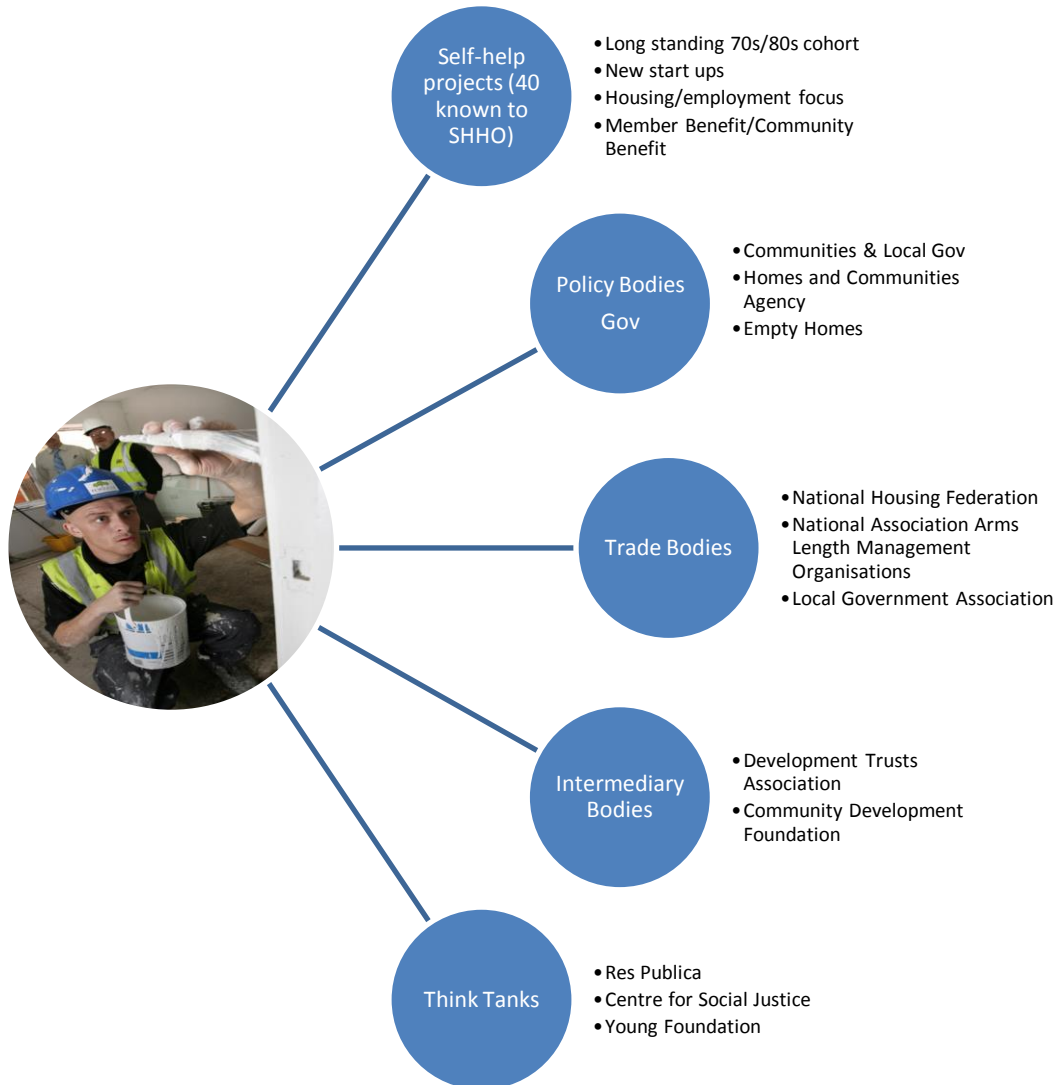 Self-help
projects (40
known to
SHHO)
•Long standing 70s/80s cohort
•New start ups
•Housing/employment focus
•Member Benefit/Community
Benefit
Policy Bodies
Gov
•Communities & Local Gov
•Homes and Communities
Agency
•Empty Homes
Trade Bodies
•National Housing Federation
•National Association Arms
Length Management
Organisations
•Local Government Association
Intermediary
Bodies
•Development Trusts
Association
•Community Development
Foundation
Think Tanks
•Res Publica
•Centre for Social Justice
•Young Foundation